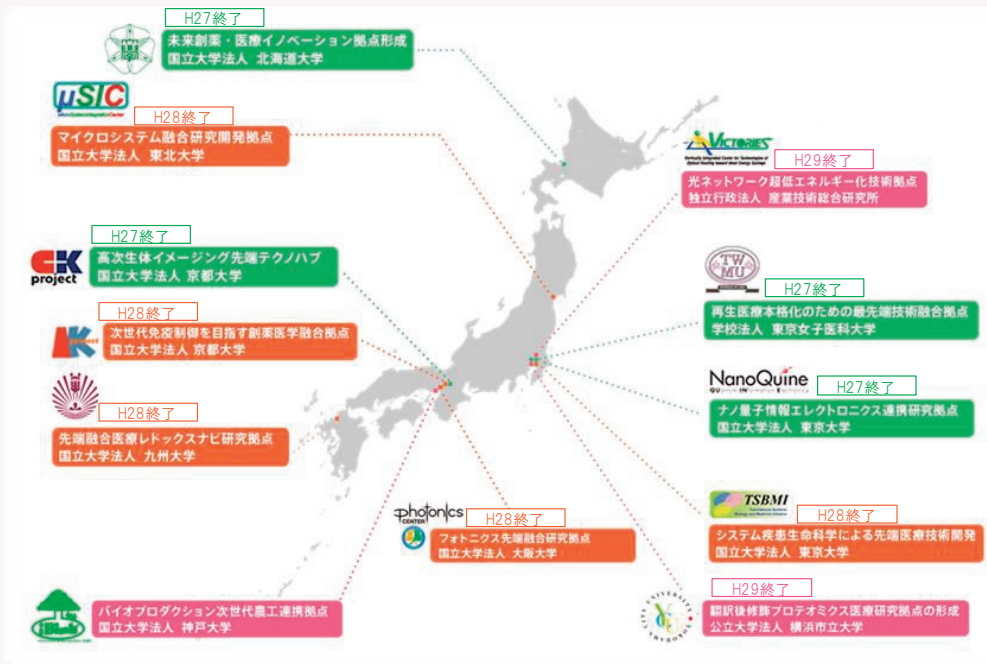 H27終了
未来創薬・医療イノベーション拠点形成
国立大学法人 北海道大学
μSIC
H28終了
マイクロシステム融合研究開発拠点
国立大学法人 東北大学
VICTORIES
Vertically Integrated Center for Technologies of
Optical Routing toward Ideal Energy Savings
H29終了
光ネットワーク超低エネルギー化技術拠点
独立行政法人 産業技術総合研究所
CK
project
H27終了
高次生体イメージング先端テクノハブ
国立大学法人 京都大学
TWMU
H27終了
再生医療本格化のための最先端技術融合拠点
学校法人 東京女子医科大学
AK
project
H28終了
次世代免疫制御を目指す創薬医学融合拠点
国立大学法人 京都大学
NanoQuine
H27終了
ナノ量子情報エレクトロニクス連携研究拠点
国立大学法人 東京大学
H28終了
先端融合医療レドックスナビ研究拠点
国立大学法人 九州大学
photonics
CENTER
H28終了
フォトニクス先端融合研究拠点
国立大学法人 大阪大学
TSBMI
H28終了
システム疾患生命科学による先端医療技術開発
国立大学法人 東京大学
iBioK
バイオプロダクション次世代農工連携拠点
国立大学法人 神戸大学
YOKOHAMA CITY UNIVERSITY
YCU
H29終了
翻訳後修飾プロテオミクス医療研究拠点の形成
公立大学法人 横浜市立大学